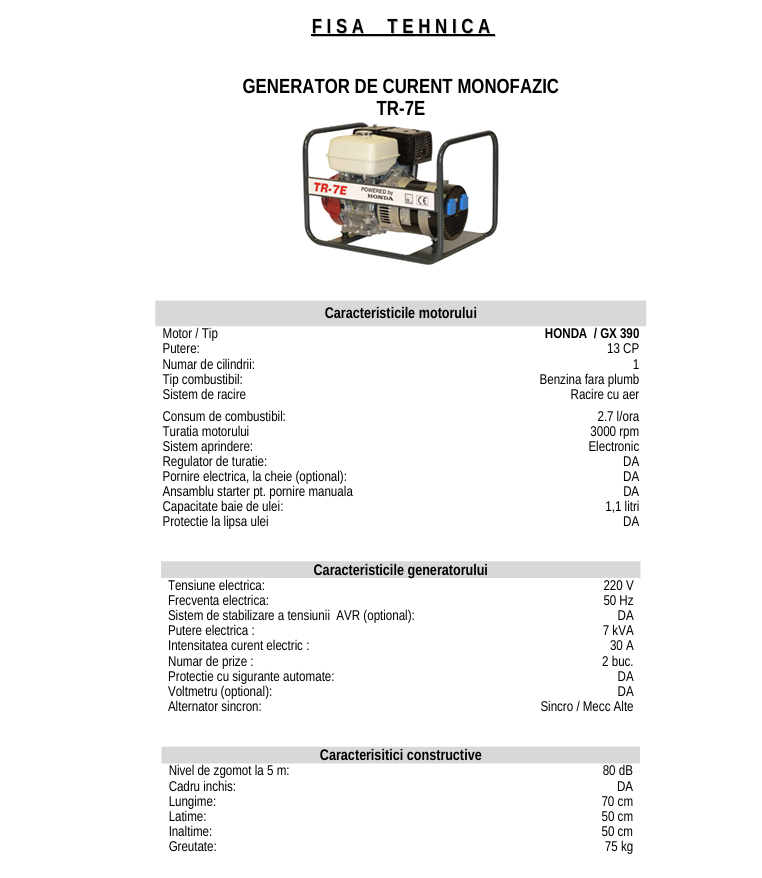 FISA TEHNICA
GENERATOR DE CURENT MONOFAZIC
TR-7E
TR-7E POWERED by HONDA CE
Caracteristicile motorului
Motor / Tip HONDA / GX 390
Putere: 13 CP
Numar de cilindrii: 1
Tip combustibil: Benzina fara plumb
Sistem de racire Racire cu aer
Consum de combustibil: 2.7 l/ora
Turatia motorului 3000 rpm
Sistem aprindere: Electronic
Regulator de turatie: DA
Pornire electrica, la cheie (optional): DA
Ansamblu starter pt. pornire manuala DA
Capacitate baie de ulei: 1,1 litri
Protectie la lipsa ulei DA
Caracteristicile generatorului
Tensiune electrica: 220 V
Frecventa electrica: 50 Hz
Sistem de stabilizare a tensiunii AVR (optional): DA
Putere electrica : 7 kVA
Intensitatea curent electric : 30 A
Numar de prize : 2 buc.
Protectie cu sigurante automate: DA
Voltmetru (optional): DA
Alternator sincron: Sincro / Mecc Alte
Caracterisitici constructive
Nivel de zgomot la 5 m: 80 dB
Cadru inchis: DA
Lungime: 70 cm
Latime: 50 cm
Inaltime: 50 cm
Greutate: 75 kg